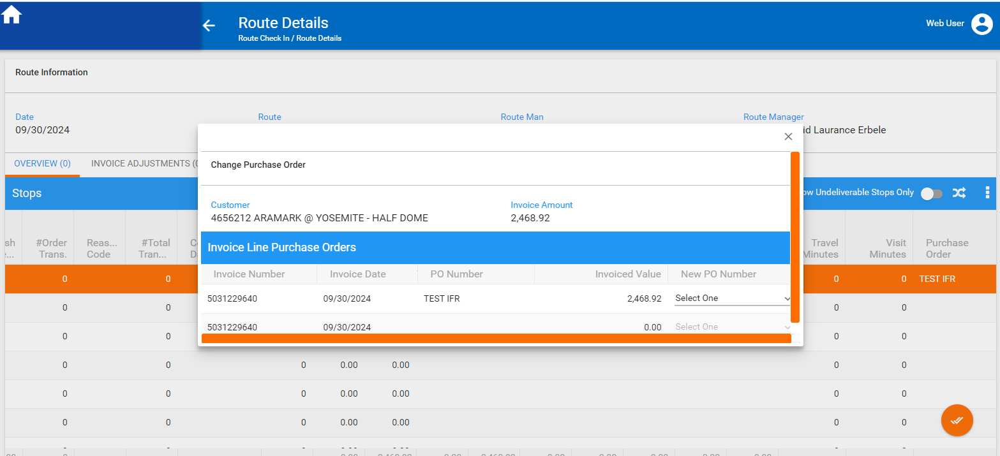 Route Details
Route Check In / Route Details
Web User
Route Information
Date
Route
Route Man
Route Manager
09/30/2024
id Laurance Erbele
OVERVIEW (0)
INVOICE ADJUSTMENTS (
Stops
ow Undeliverable Stops Only
Change Purchase Order
Customer
Invoice Amount
4656212 ARAMARK @ YOSEMITE - HALF DOME
2,468.92
Invoice Line Purchase Orders
Invoice Number Invoice Date PO Number Invoiced Value New PO Number
5031229640 09/30/2024 TEST IFR 2,468.92 Select One
5031229640 09/30/2024 0.00 Select One
#Order Trans.
Reas... Code
#Total Tran...
Travel Minutes
Visit Minutes
Purchase Order
0 0 0 0 TEST IFR
0 0 0 0
0 0 0 0
0 0 0 0.00 0.00 0 0
0 0 0 0.00 0.00 0 0
0 0 0 0.00 0.00 0 0